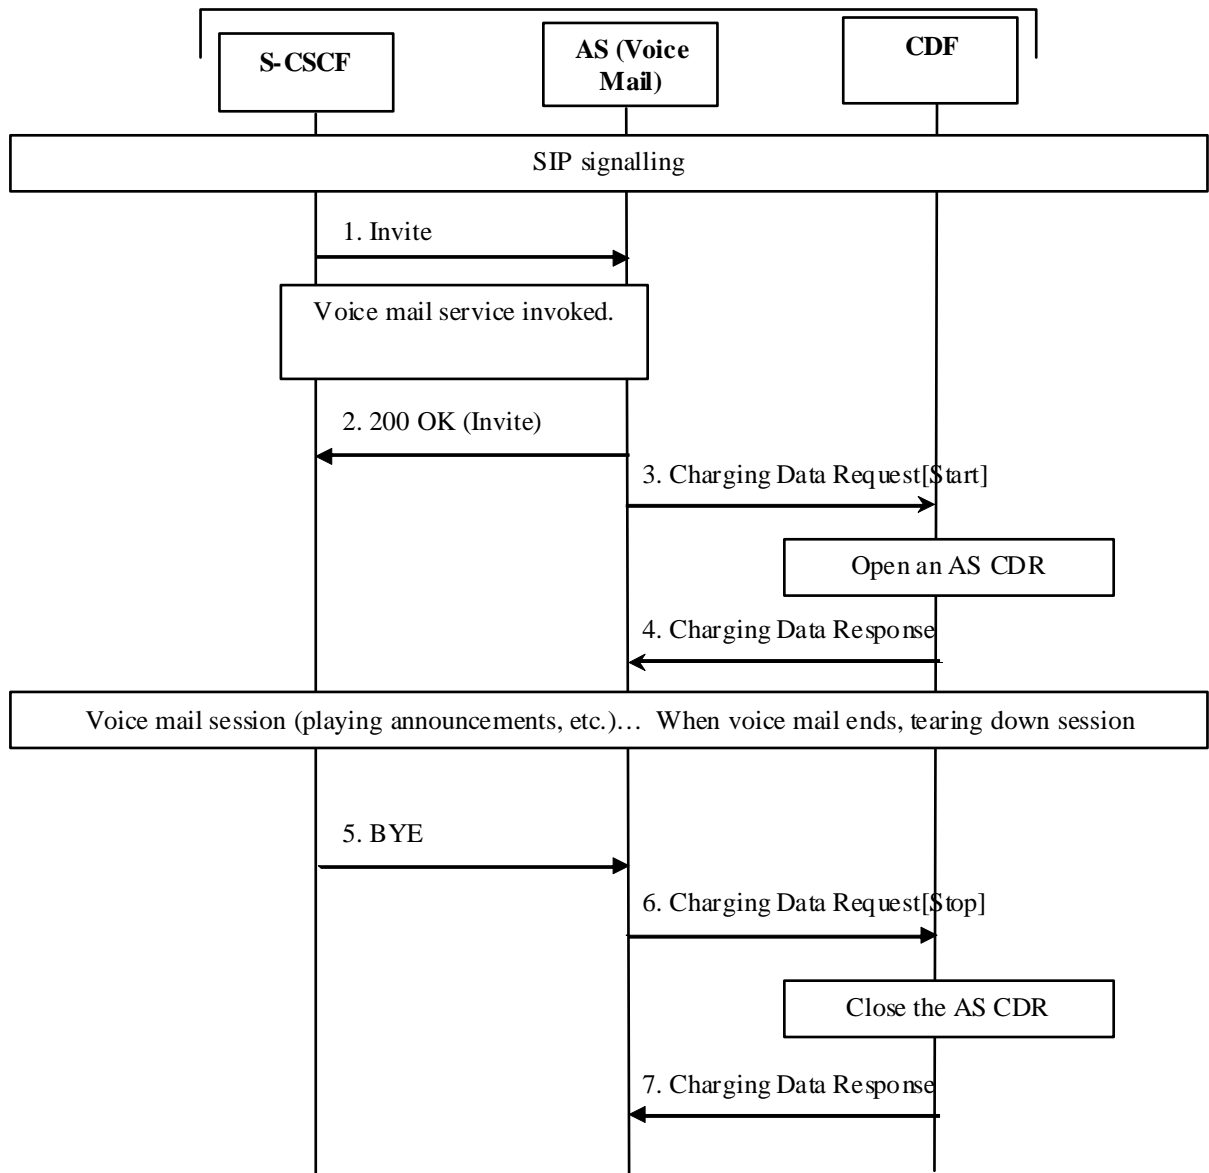 S-CSCF
AS (Voice
Mail)
CDF
SIP signalling
1. Invite
Voice mail service invoked.
2. 200 OK (Invite)
3. Charging Data Request[Start]
Open an AS CDR
4. Charging Data Response
Voice mail session (playing announcements, etc.)… When voice mail ends, tearing down session
5. BYE
6. Charging Data Request[Stop]
Close the AS CDR
7. Charging Data Response